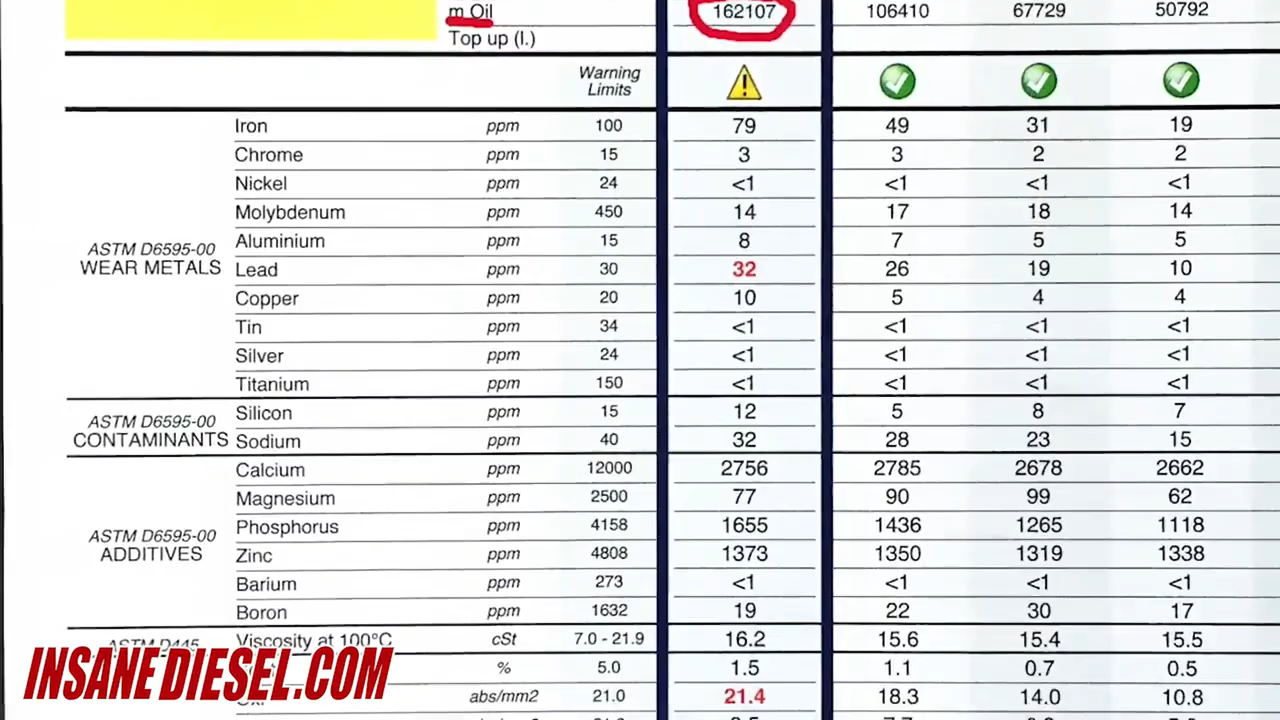 m Oil 162107 106410 67729 50792
Top up (l.)
Warning Limits
Iron ppm 100 79 49 31 19
Chrome ppm 15 3 3 2 2
Nickel ppm 24 <1 <1 <1 <1
Molybdenum ppm 450 14 17 18 14
Aluminium ppm 15 8 7 5 5
ASTM D6595-00
WEAR METALS
Lead ppm 30 32 26 19 10
Copper ppm 20 10 5 4 4
Tin ppm 34 <1 <1 <1 <1
Silver ppm 24 <1 <1 <1 <1
Titanium ppm 150 <1 <1 <1 <1
Silicon ppm 15 12 5 8 7
ASTM D6595-00
CONTAMINANTS
Sodium ppm 40 32 28 23 15
Calcium ppm 12000 2756 2785 2678 2662
Magnesium ppm 2500 77 90 99 62
Phosphorus ppm 4158 1655 1436 1265 1118
ASTM D6595-00
ADDITIVES
Zinc ppm 4808 1373 1350 1319 1338
Barium ppm 273 <1 <1 <1 <1
Boron ppm 1632 19 22 30 17
ASTM D445 Viscosity at 100°C cSt 7.0 - 21.9 16.2 15.6 15.4 15.5
% 5.0 1.5 1.1 0.7 0.5
abs/mm2 21.0 21.4 18.3 14.0 10.8
INSANE DIESEL.COM